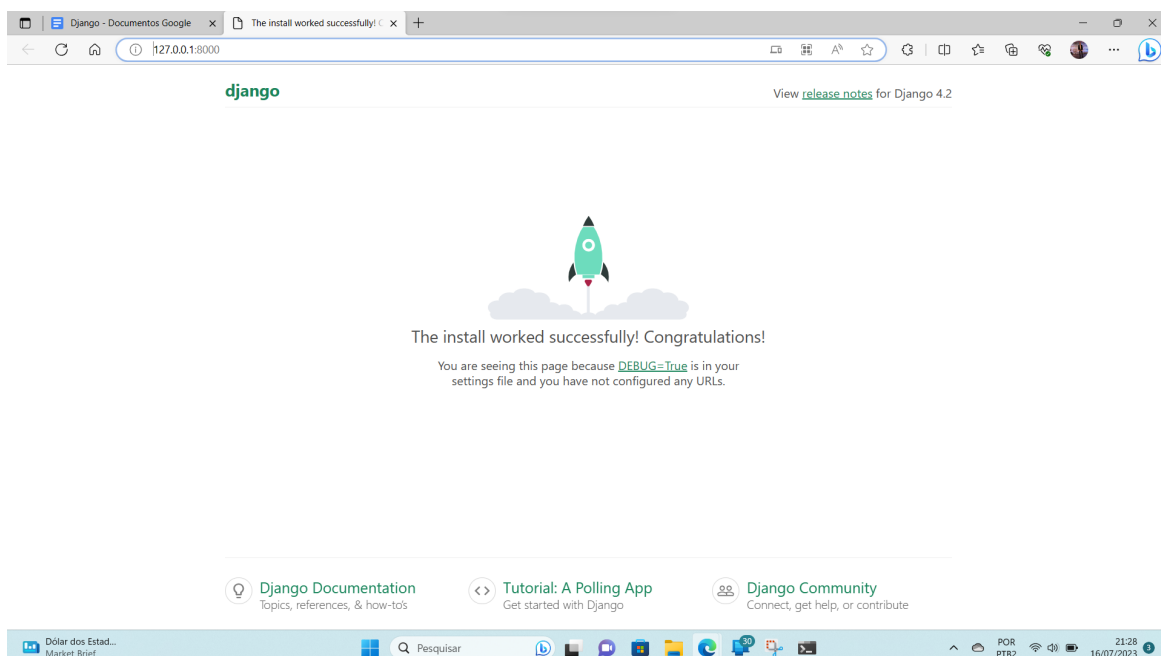 Django - Documentos Google
The install worked successfully! C
127.0.0.1:8000
django
View release notes for Django 4.2
The install worked successfully! Congratulations!
You are seeing this page because DEBUG=True is in your
settings file and you have not configured any URLs.
Django Documentation
Topics, references, & how-to's
Tutorial: A Polling App
Get started with Django
Django Community
Connect, get help, or contribute
Dólar dos Estad...
Market Brief
Pesquisar
30
POR
PTB2
21:28
16/07/2023
3